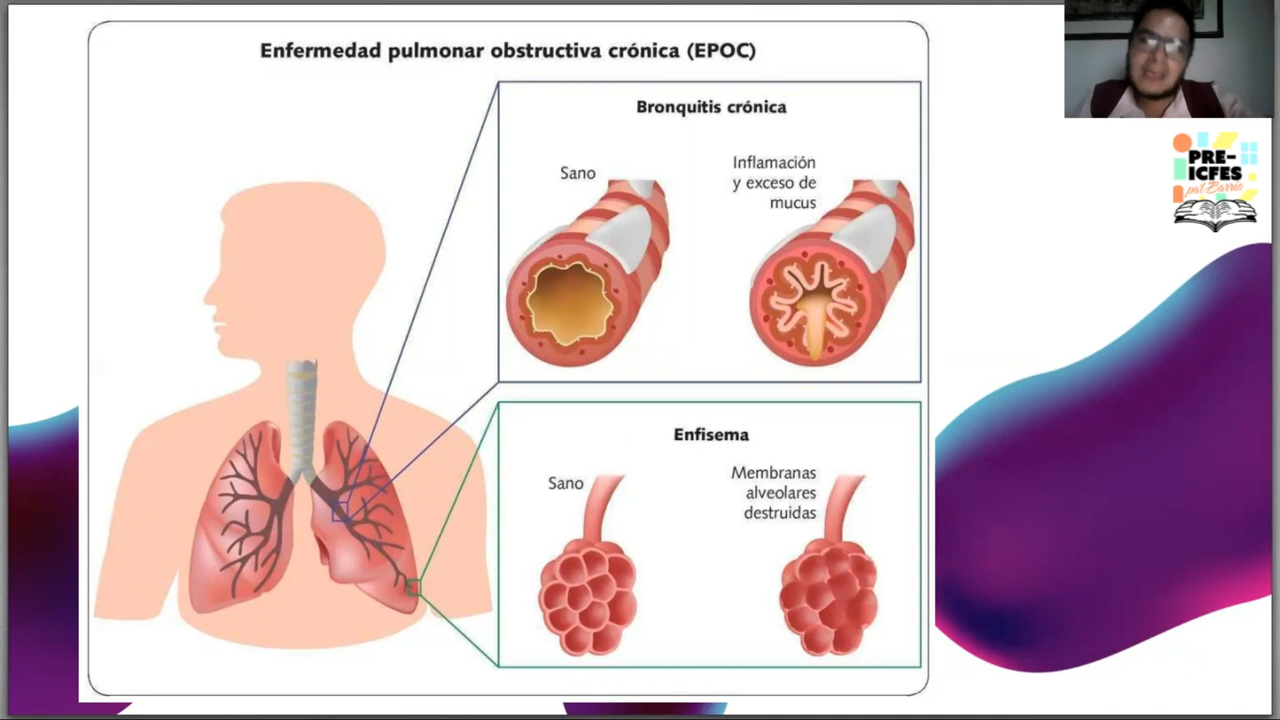 Enfermedad pulmonar obstructiva crónica (EPOC)
Bronquitis crónica
Sano
Inflamación
y exceso de
mucus
Enfisema
Sano
Membranas
alveolares
destruidas
PRE-
ICFES
pa'l Barrio